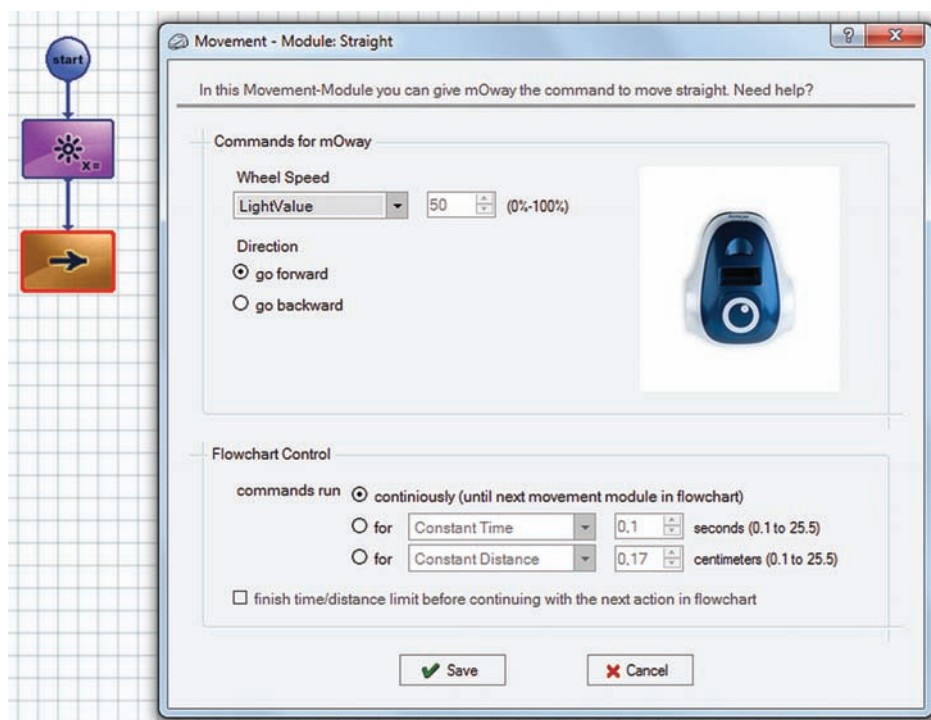 start
x=
Movement - Module: Straight
?
x
In this Movement-Module you can give mOway the command to move straight. Need help?
Commands for mOway
Wheel Speed
LightValue
50
(0%-100%)
Direction
go forward
go backward
Flowchart Control
commands run
continiously (until next movement module in flowchart)
for Constant Time 0,1 seconds (0.1 to 25.5)
for Constant Distance 0,17 centimeters (0.1 to 25.5)
finish time/distance limit before continuing with the next action in flowchart
Save
Cancel